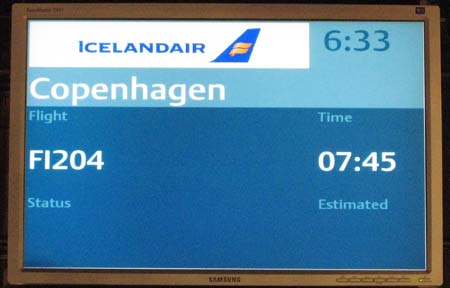 ICELANDAIR
6:33
Copenhagen
Flight Time
FI204 07:45
Status Estimated
SAMSUNG